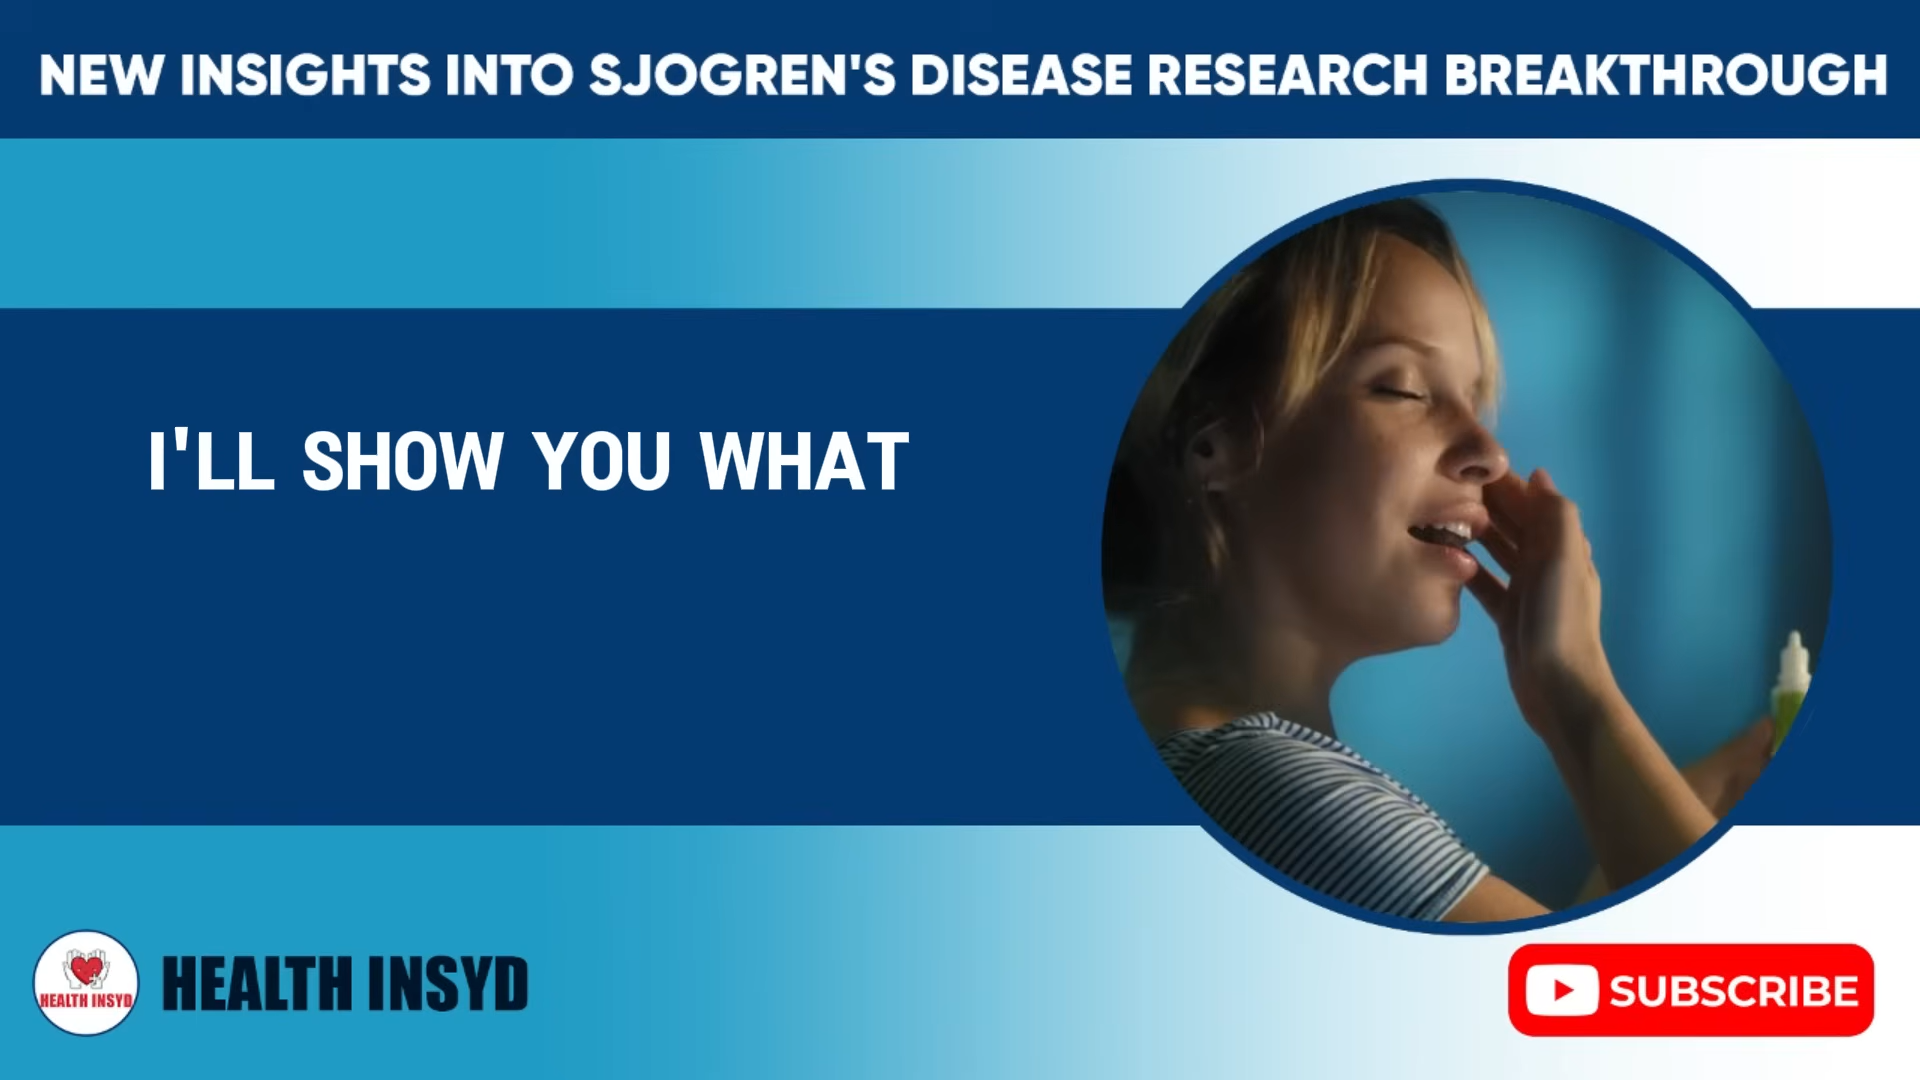 NEW INSIGHTS INTO SJOGREN'S DISEASE RESEARCH BREAKTHROUGH
I'LL SHOW YOU WHAT
HEALTH INSYD
HEALTH INSYD
SUBSCRIBE